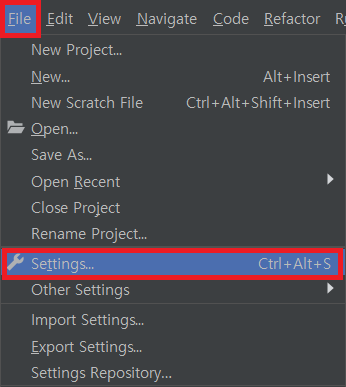 File Edit View Navigate Code Refactor
New Project...
New... Alt+Insert
New Scratch File Ctrl+Alt+Shift+Insert
Open...
Save As...
Open Recent
Close Project
Rename Project...
Settings... Ctrl+Alt+S
Other Settings
Import Settings...
Export Settings...
Settings Repository...